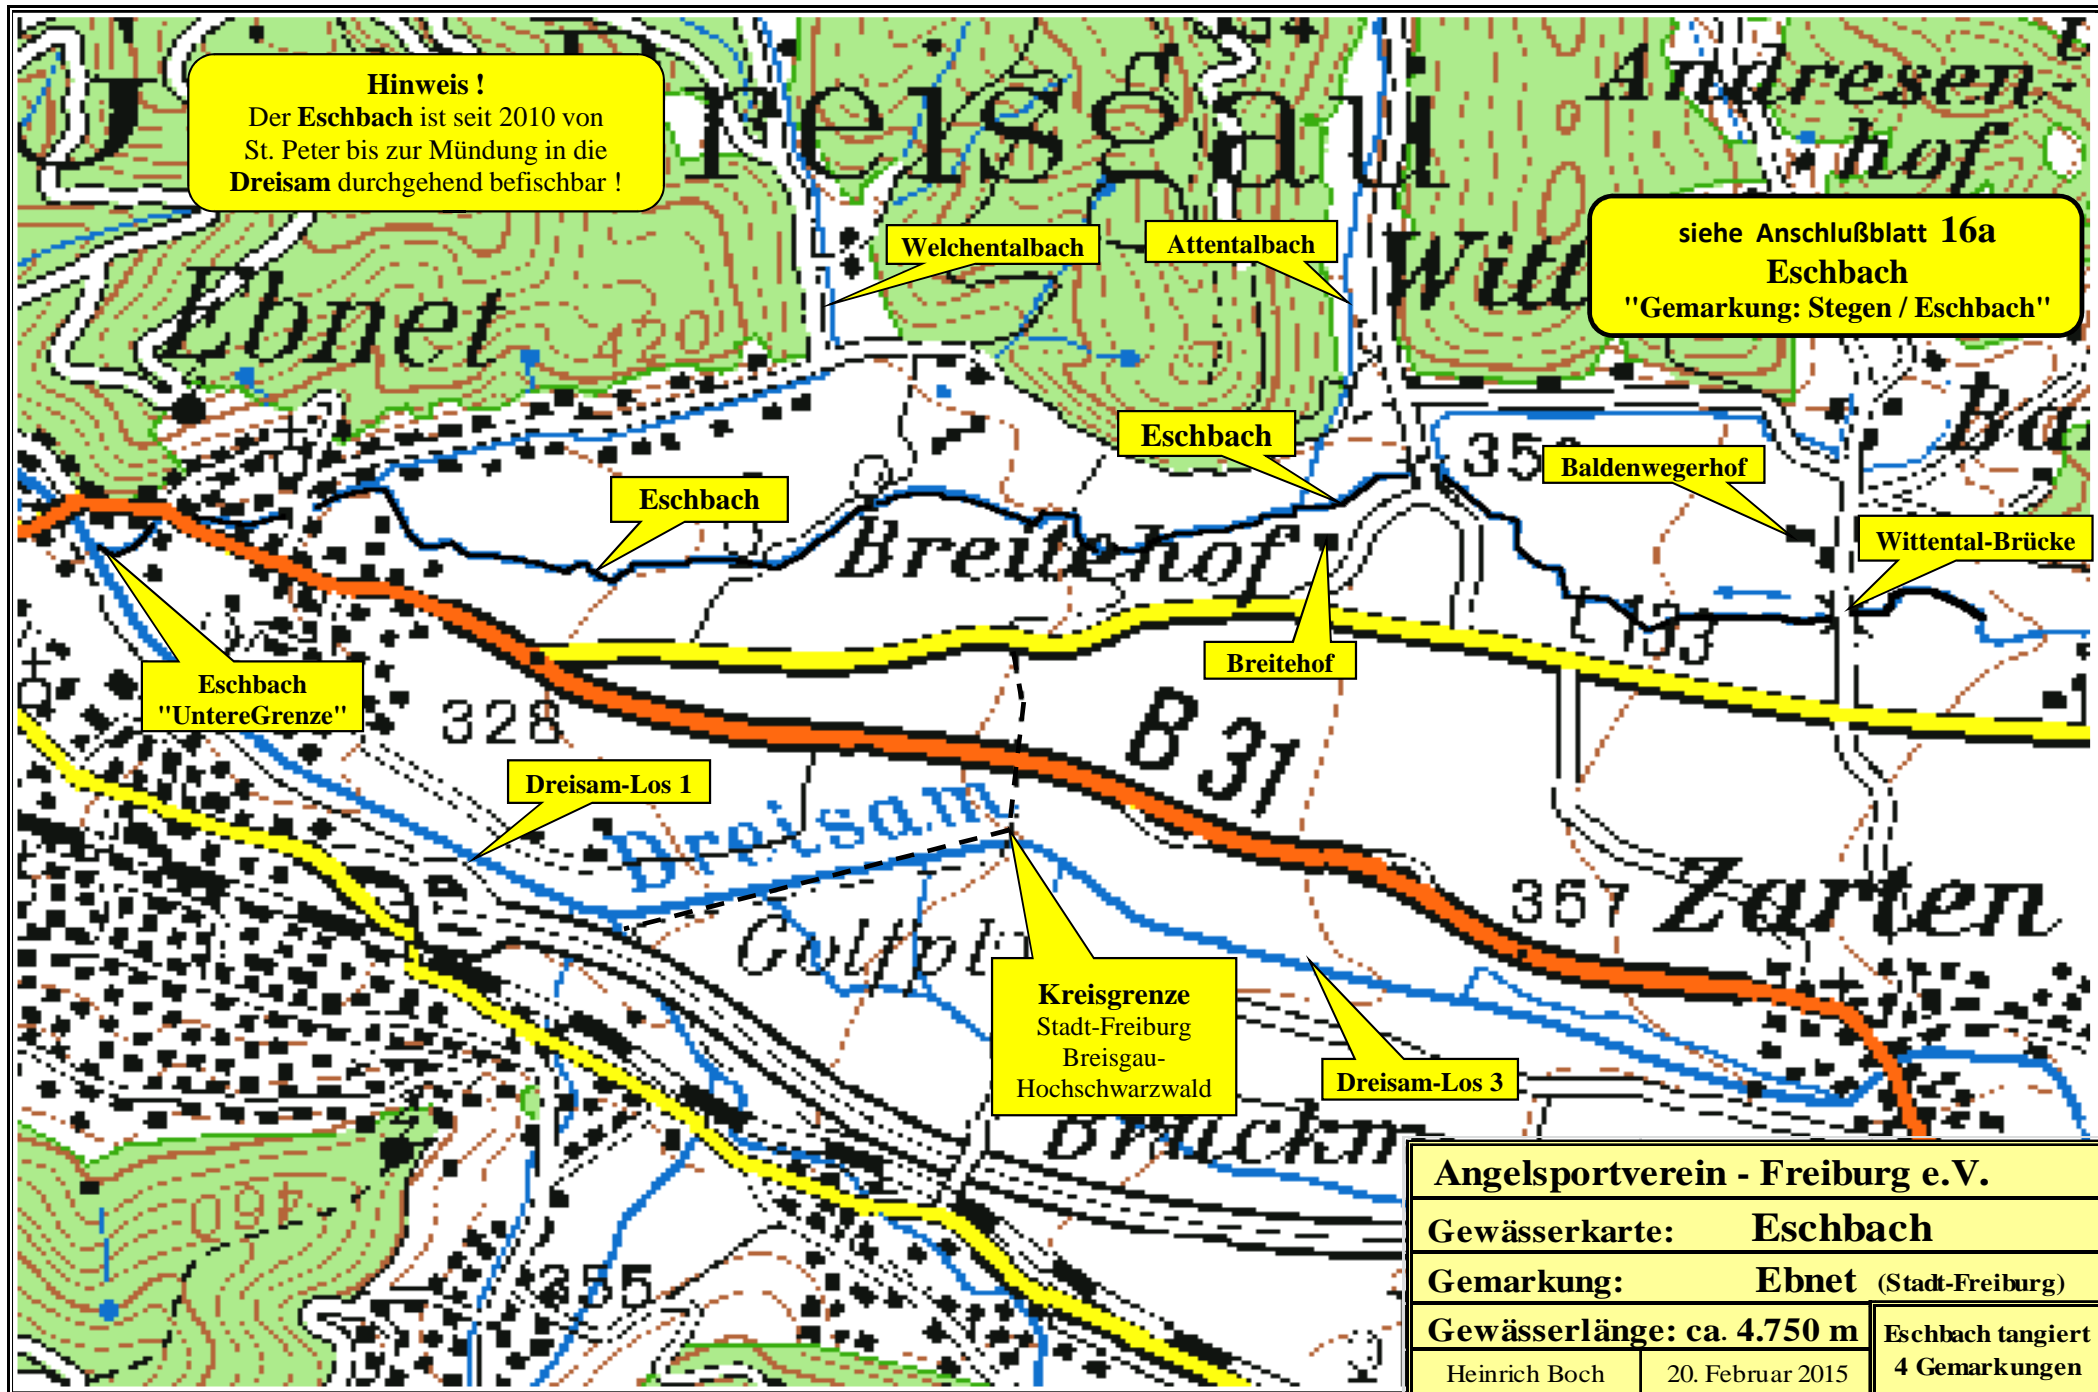 Hinweis !
Der Eschbach ist seit 2010 von
St. Peter bis zur Mündung in die
Dreisam durchgehend befischbar !
Welchentalbach
Attentalbach
Andresen-
hof
siehe Anschlußblatt 16a
Eschbach
"Gemarkung: Stegen / Eschbach"
Ebnet
420
Eschbach
Baldenwegerhof
Eschbach
Wittental-Brücke
Breitehof
Breitehof
Eschbach
"UntereGrenze"
328
B 31
Dreisam-Los 1
Dreisam
357
Zarten
Kreisgrenze
Stadt-Freiburg
Breisgau-
Hochschwarzwald
Dreisam-Los 3
460
355
Angelsportverein - Freiburg e.V.
Gewässerkarte: Eschbach
Gemarkung: Ebnet (Stadt-Freiburg)
Gewässerlänge: ca. 4.750 m
Eschbach tangiert
4 Gemarkungen
Heinrich Boch
20. Februar 2015